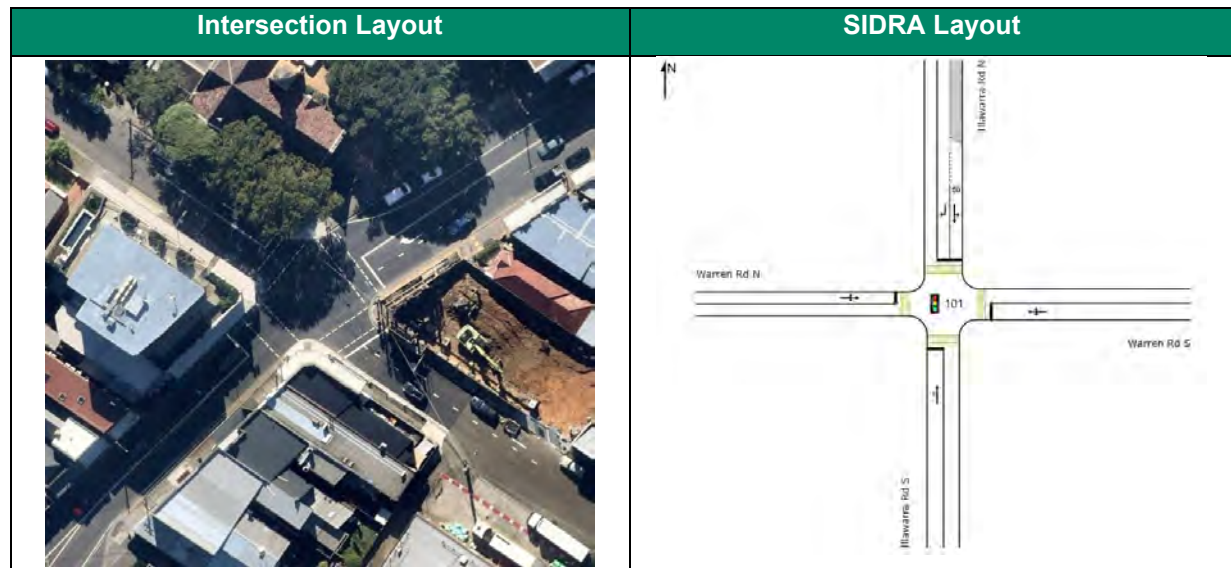 Intersection Layout
SIDRA Layout
N
Illawarra Rd N
Warren Rd N
101
Warren Rd S
Illawarra Rd S